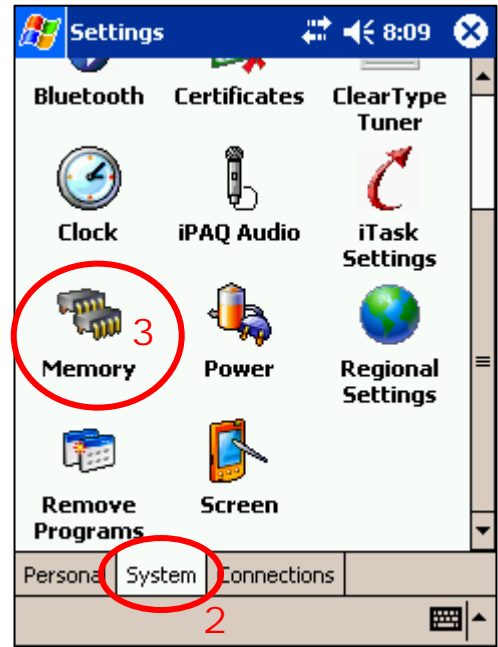 Settings 8:09
Bluetooth Certificates ClearType
Tuner
Clock iPAQ Audio iTask
Settings
3
Memory Power Regional
Settings
Remove Screen
Programs
Personal System Connections
2